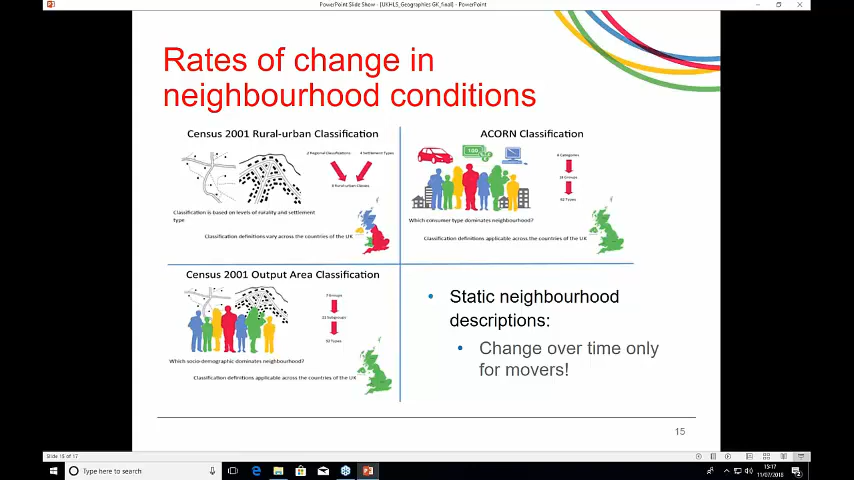 PowerPoint Slide Show - [UKHLS_Geographies GK_final] - PowerPoint
Rates of change in
neighbourhood conditions
Census 2001 Rural-urban Classification
2 Regional Classifications
4 Settlement Types
8 Rural-urban Classes
Classification is based on levels of rurality and settlement
type
Classification definitions vary across the countries of the UK
ACORN Classification
100
6 Categories
18 Groups
62 Types
Which consumer type dominates neighbourhood?
Classification definitions applicable across the countries of the UK
Census 2001 Output Area Classification
7 Groups
21 Subgroups
52 Types
Which socio-demographic dominates neighbourhood?
Classification definitions applicable across the countries of the UK
• Static neighbourhood
descriptions:
• Change over time only
for movers!
15
Slide 15 of 17
Type here to search
15:17
11/07/2018